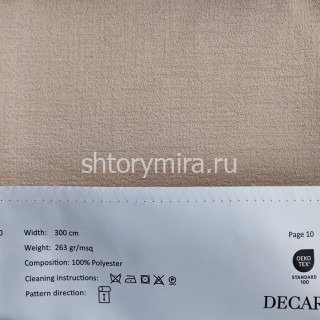 shtorymira.ru
0
Width: 300 cm
Page 10
Weight: 263 gr/msq
Composition: 100% Polyester
OEKO
TEX®
Cleaning instructions:
STANDARD
100
Pattern direction:
DECAR